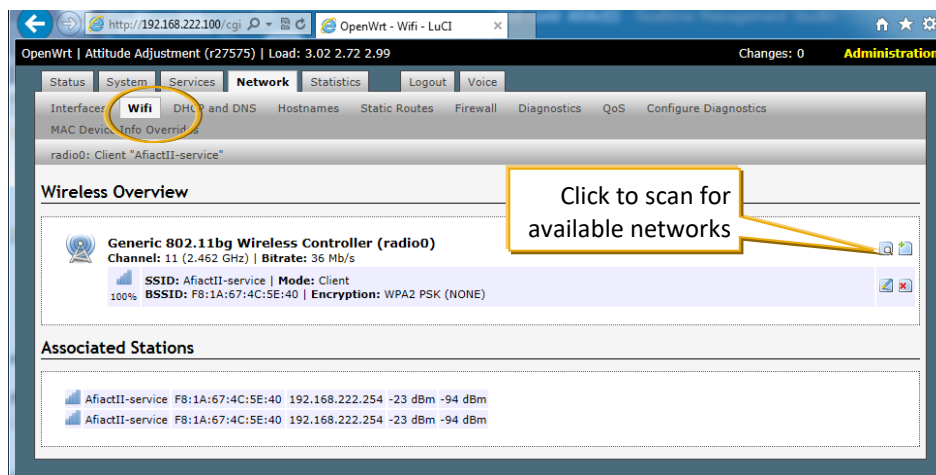 http://192.168.222.100/cgi OpenWrt - Wifi - LuCI
OpenWrt | Attitude Adjustment (r27575) | Load: 3.02 2.72 2.99 Changes: 0 Administration
Status System Services Network Statistics Logout Voice
Interfaces Wifi DHCP and DNS Hostnames Static Routes Firewall Diagnostics QoS Configure Diagnostics
MAC Device Info Overrides
radio0: Client "AfiactII-service"
Wireless Overview
Click to scan for
available networks
Generic 802.11bg Wireless Controller (radio0)
Channel: 11 (2.462 GHz) | Bitrate: 36 Mb/s
SSID: AfiactII-service | Mode: Client
100% BSSID: F8:1A:67:4C:5E:40 | Encryption: WPA2 PSK (NONE)
Associated Stations
AfiactII-service F8:1A:67:4C:5E:40 192.168.222.254 -23 dBm -94 dBm
AfiactII-service F8:1A:67:4C:5E:40 192.168.222.254 -23 dBm -94 dBm